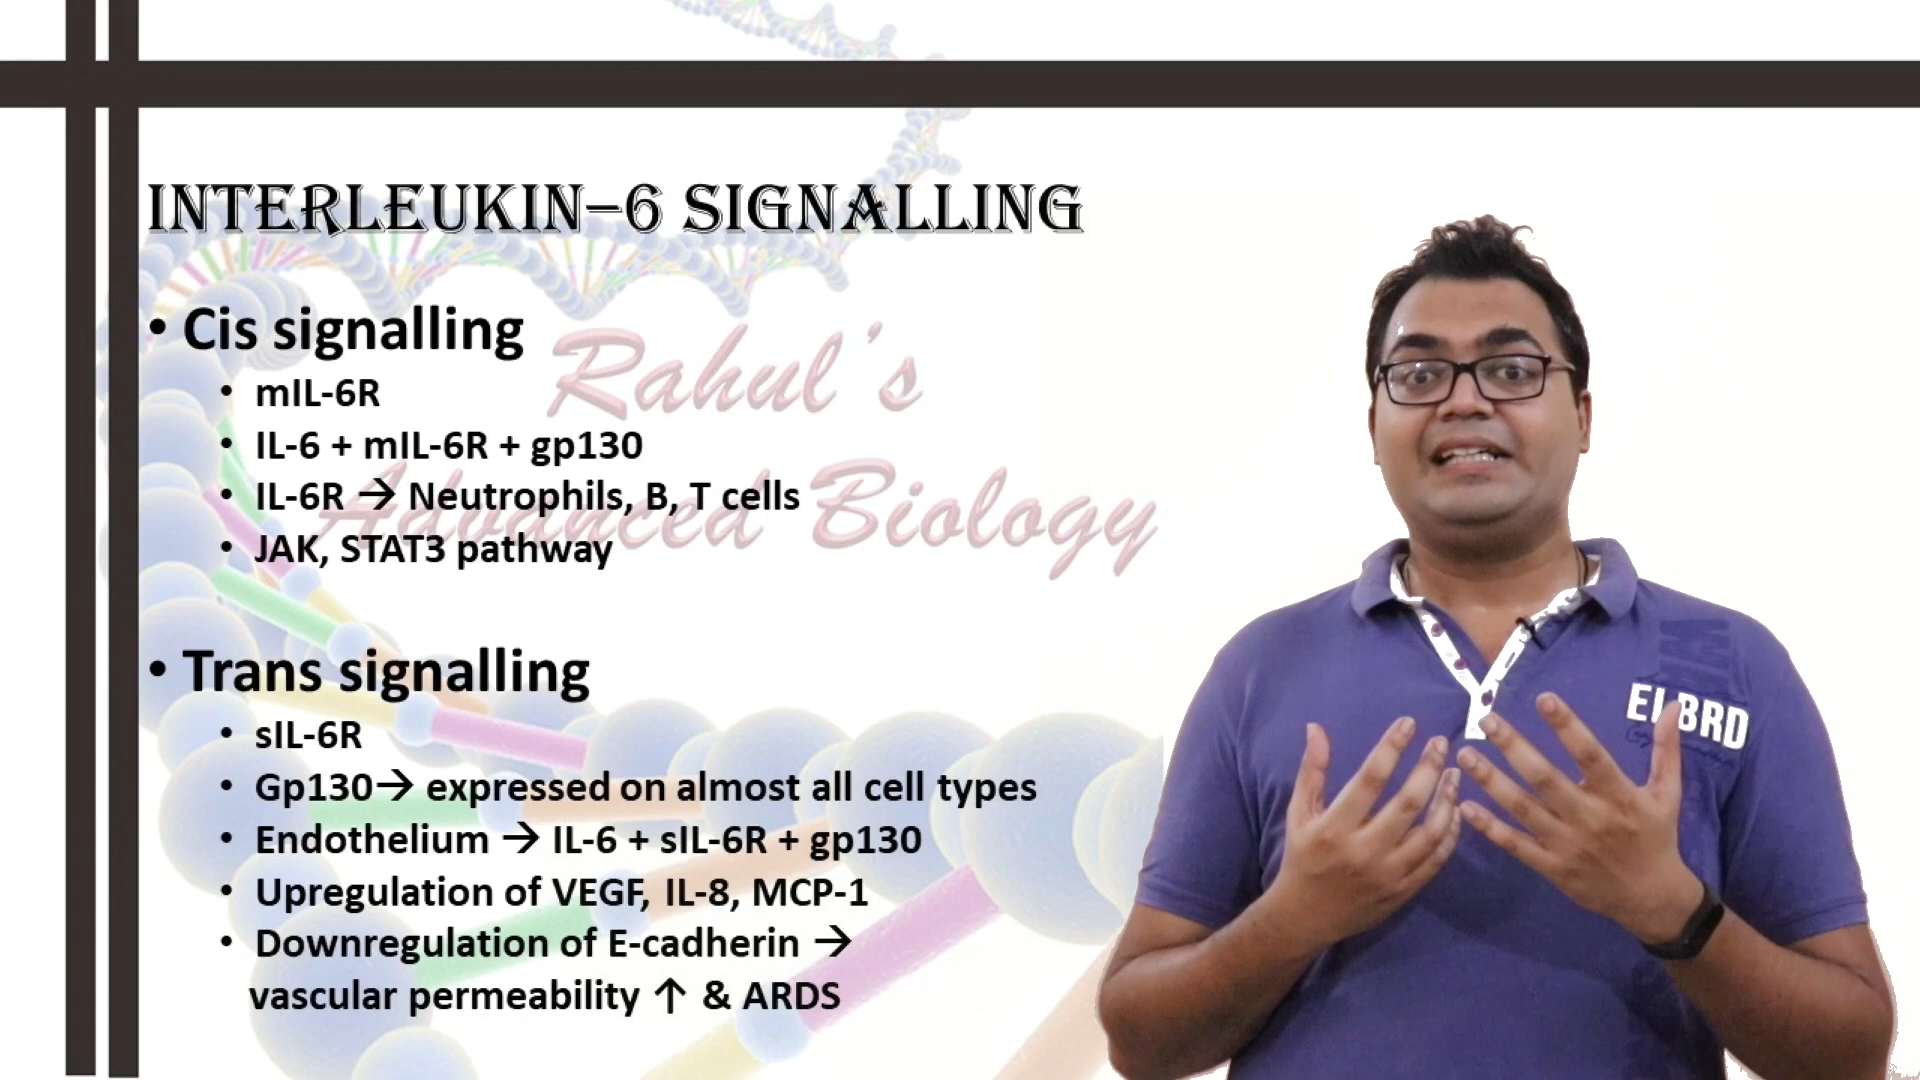 INTERLEUKIN–6 SIGNALLING
• Cis signalling
• mIL-6R
• IL-6 + mIL-6R + gp130
• IL-6R → Neutrophils, B, T cells
• JAK, STAT3 pathway
• Trans signalling
• sIL-6R
• Gp130→ expressed on almost all cell types
• Endothelium → IL-6 + sIL-6R + gp130
• Upregulation of VEGF, IL-8, MCP-1
• Downregulation of E-cadherin →
vascular permeability ↑ & ARDS
Rahul's
Advanced Biology